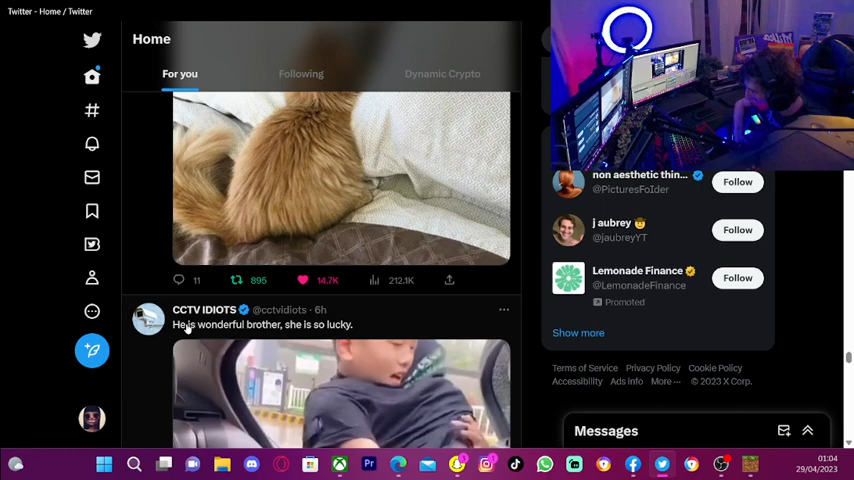 Twitter - Home / Twitter
Home
For you
Following
Dynamic Crypto
11
895
14.7K
212.1K
CCTV IDIOTS @cctvidiots · 6h
He is wonderful brother, she is so lucky.
non aesthetic thin...
@PicturesFoIder
Follow
j aubrey
@jaubreyYT
Follow
Lemonade Finance
@LemonadeFinance
Promoted
Follow
Show more
Terms of Service Privacy Policy Cookie Policy
Accessibility Ads info More ··· © 2023 X Corp.
Messages
Pr
3
1
01:04
29/04/2023